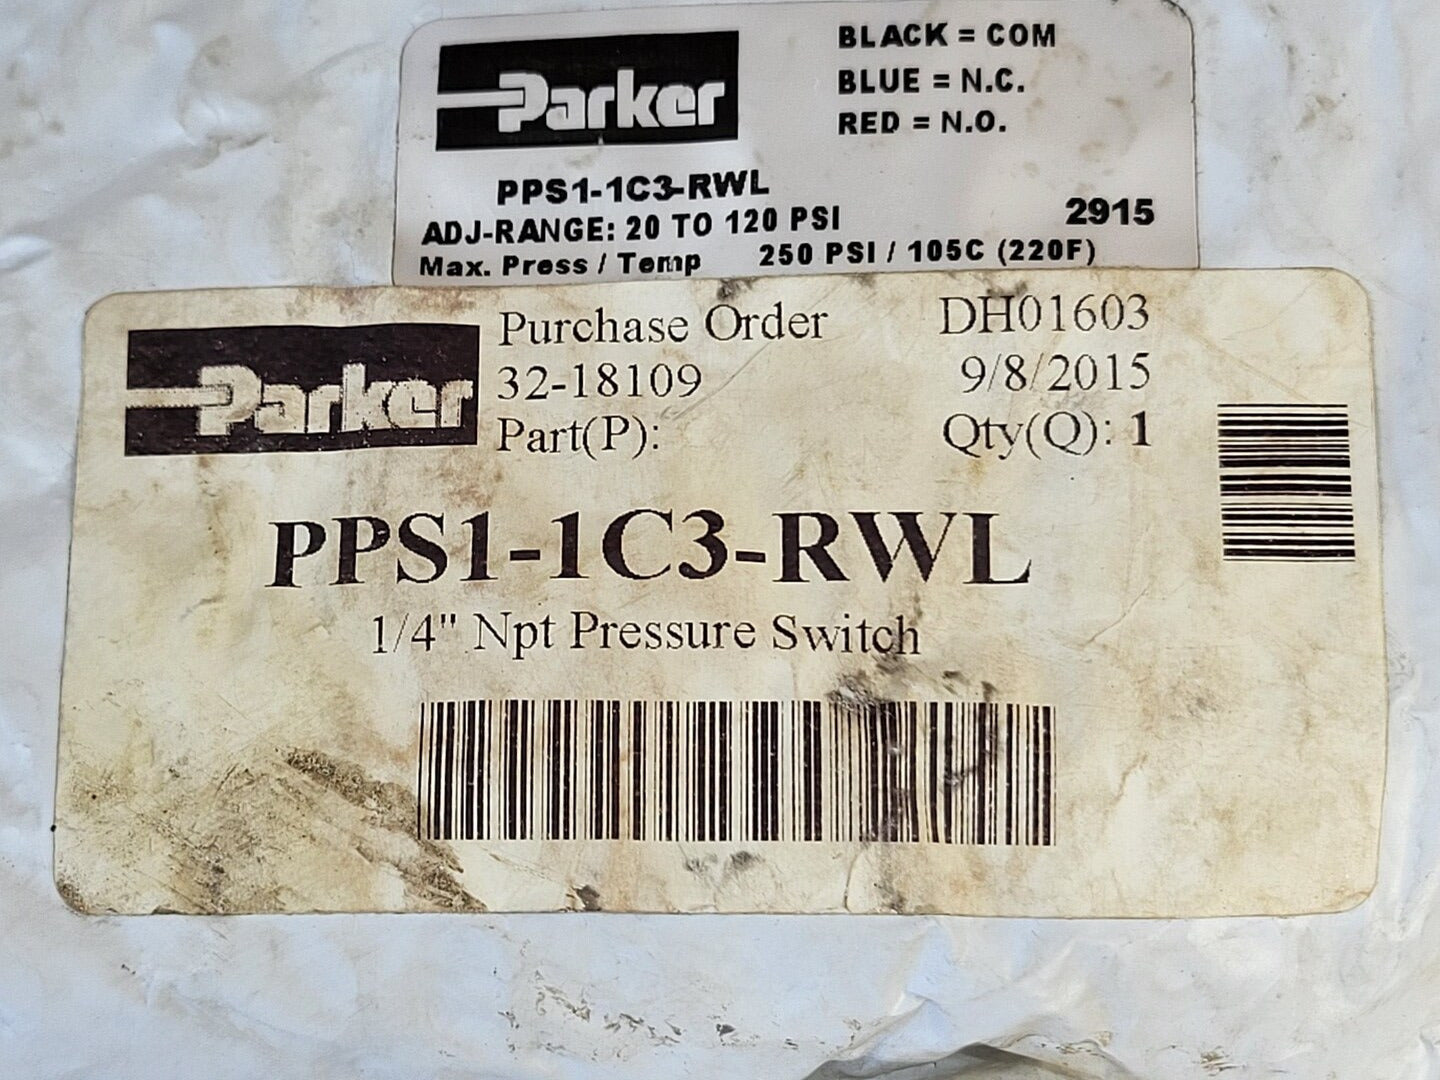 Parker
BLACK = COM
BLUE = N.C.
RED = N.O.
PPS1-1C3-RWL
2915
ADJ-RANGE: 20 TO 120 PSI
Max. Press / Temp 250 PSI / 105C (220F)
Parker
Purchase Order DH01603
32-18109 9/8/2015
Part(P): Qty(Q): 1
PPS1-1C3-RWL
1/4" Npt Pressure Switch